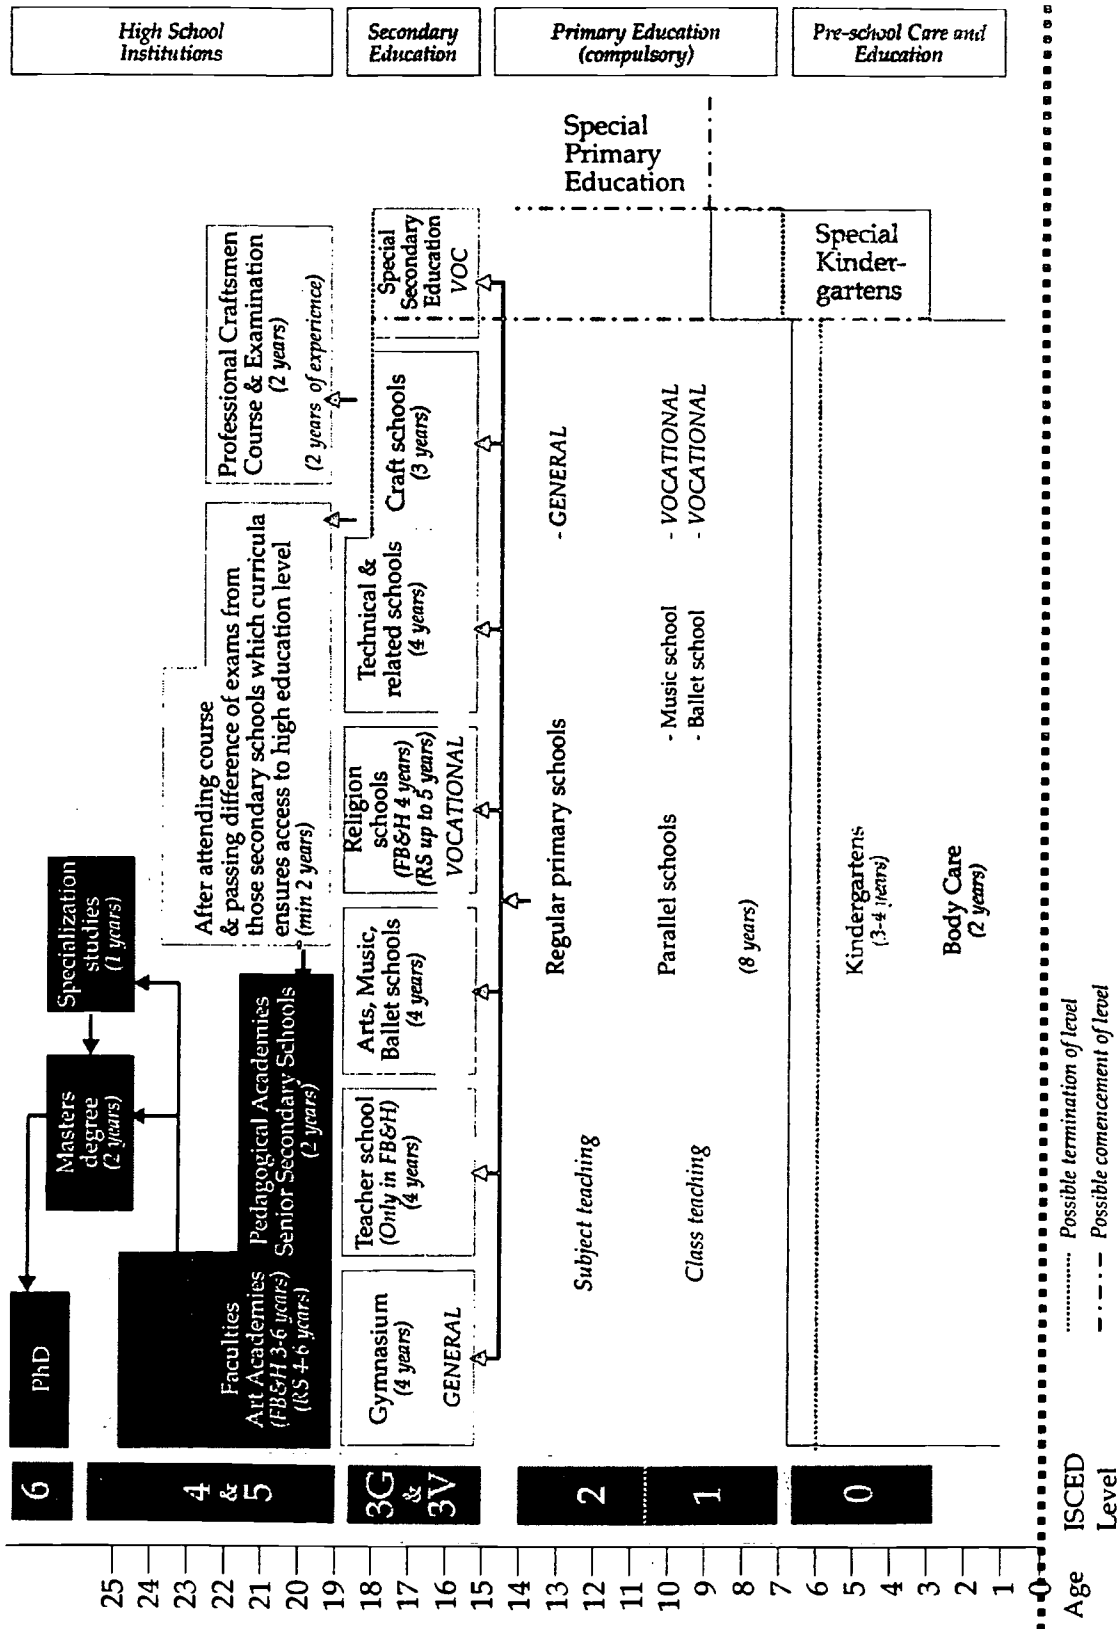 High School
Institutions
Secondary
Education
Primary Education
(compulsory)
Pre-school Care and
Education
Professional Craftsmen
Course & Examination
(2 years)
(2 years of experience)
After attending course
& passing difference of exams from
those secondary schools which curricula
ensures access to high education level
(min 2 years)
Specialization
studies
(1 years)
Masters
degree
(2 years)
PhD
Pedagogical Academies
Senior Secondary Schools
(2 years)
Faculties
Art Academies
(FB&H 3-6 years)
(RS 4-6 years)
Special
Secondary
Education
VOC
Craft schools
(3 years)
Technical &
related schools
(4 years)
Religion
schools
(FB&H 4 years)
(RS up to 5 years)
VOCATIONAL
Arts, Music,
Ballet schools
(4 years)
Teacher school
(Only in FB&H)
(4 years)
Gymnasium
(4 years)
GENERAL
Special
Primary
Education
Regular primary schools
- GENERAL
Parallel schools
- Music school
- VOCATIONAL
- Ballet school
- VOCATIONAL
(8 years)
Subject teaching
Class teaching
Special
Kinder-
gartens
Kindergartens
(3-4 years)
Body Care
(2 years)
6
4
&
5
3G
&
3V
2
1
0
25
24
23
22
21
20
19
18
17
16
15
14
13
12
11
10
9
8
7
6
5
4
3
2
1
0
Age
ISCED
Level
Possible termination of level
Possible comencement of level